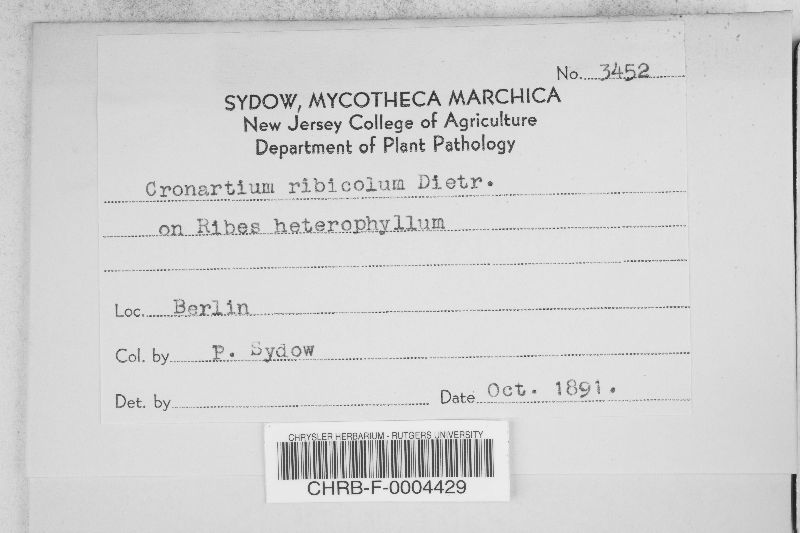 No. 3452
SYDOW, MYCOTHECA MARCHICA
New Jersey College of Agriculture
Department of Plant Pathology
Cronartium ribicolum Dietr.
on Ribes heterophyllum
Loc. Berlin
Col. by P. Sydow
Det. by Date Oct. 1891.
CHRYSLER HERBARIUM - RUTGERS UNIVERSITY
CHRB-F-0004429